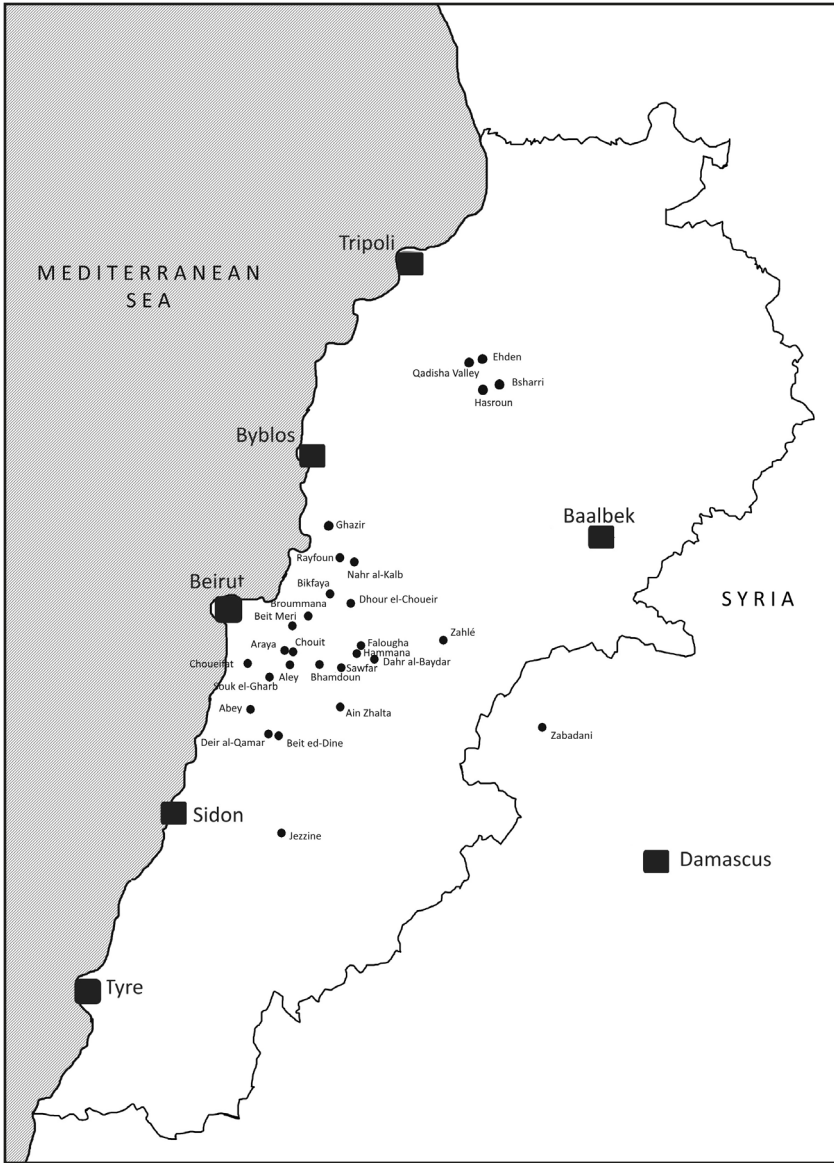 Tripoli
MEDITERRANEAN
SEA
Ehden
Qadisha Valley
Bsharri
Hasroun
Byblos
Ghazir
Baalbek
Rayfoun
Nahr al-Kalb
Beirut
Bikfaya
SYRIA
Broummana
Dhour el-Choueir
Beit Meri
Zahlé
Araya
Chouit
Falougha
Hammana
Choueifat
Dahr al-Baydar
Sawfar
Aley
Bhamdoun
Souk el-Gharb
Abey
Ain Zhalta
Deir al-Qamar
Beit ed-Dine
Zabadani
Sidon
Jezzine
Damascus
Tyre